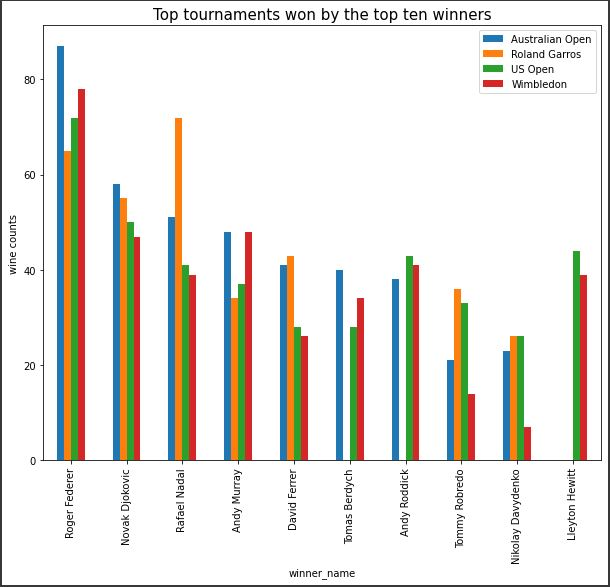 Top tournaments won by the top ten winners
Australian Open
Roland Garros
US Open
Wimbledon
80
60
40
20
0
wine counts
Roger Federer
Novak Djokovic
Rafael Nadal
Andy Murray
David Ferrer
Tomas Berdych
Andy Roddick
Tommy Robredo
Nikolay Davydenko
Lleyton Hewitt
winner_name